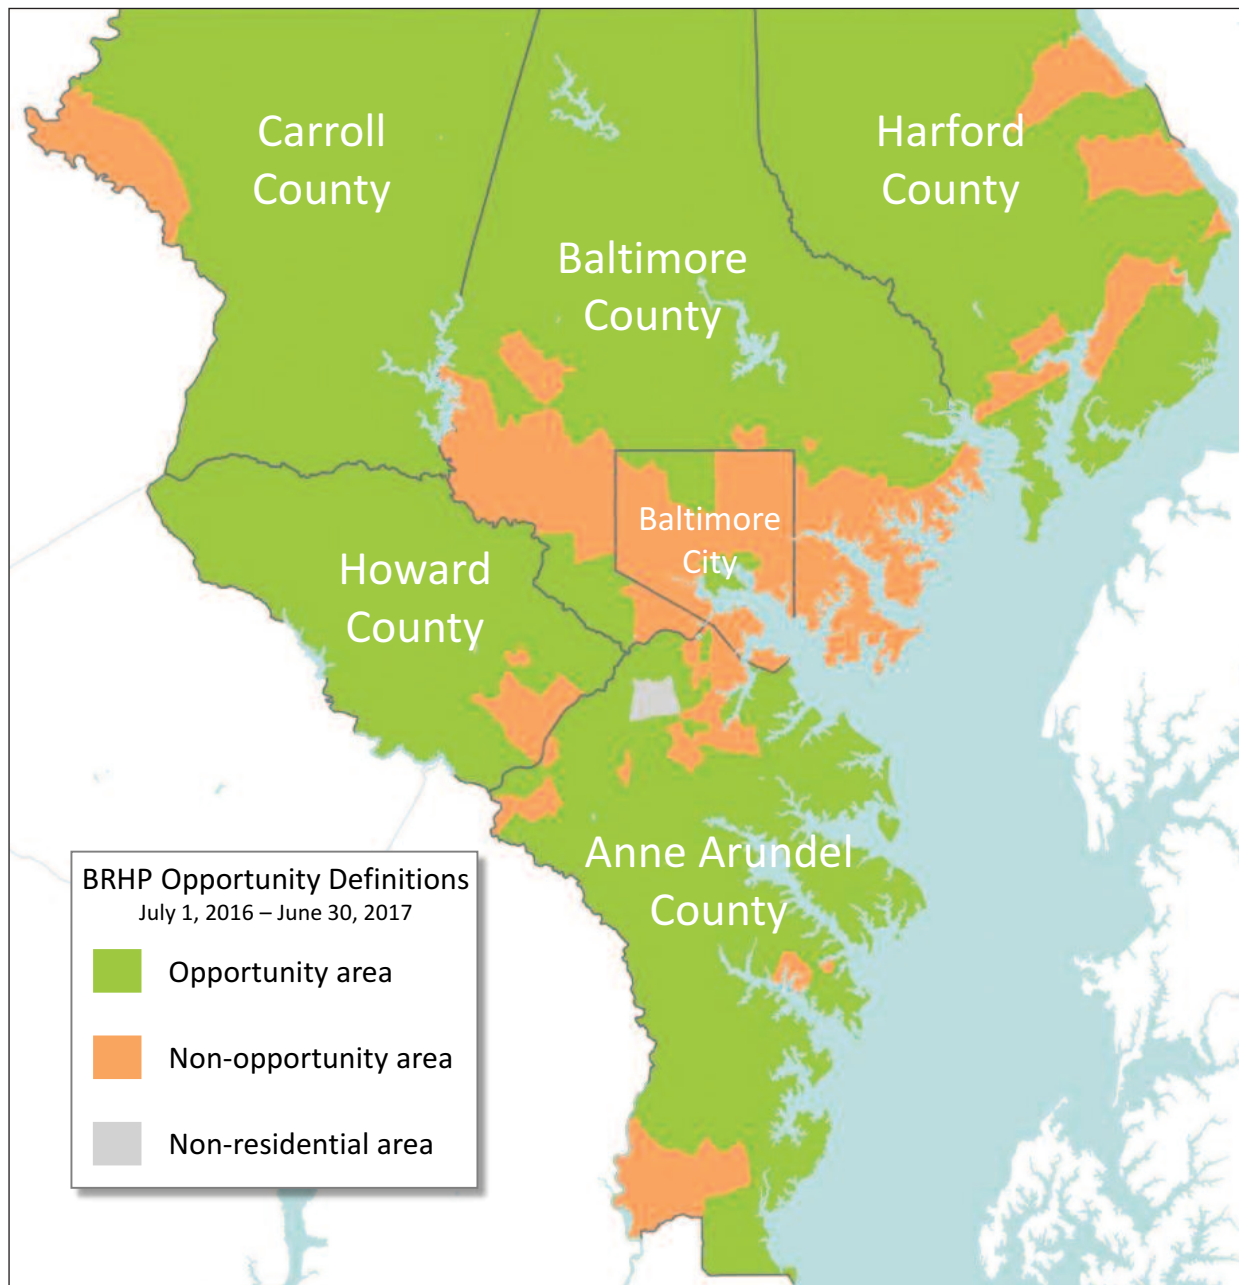 Carroll
County
Harford
County
Baltimore
County
Baltimore
City
Howard
County
Anne Arundel
County
BRHP Opportunity Definitions
July 1, 2016 – June 30, 2017
Opportunity area
Non-opportunity area
Non-residential area